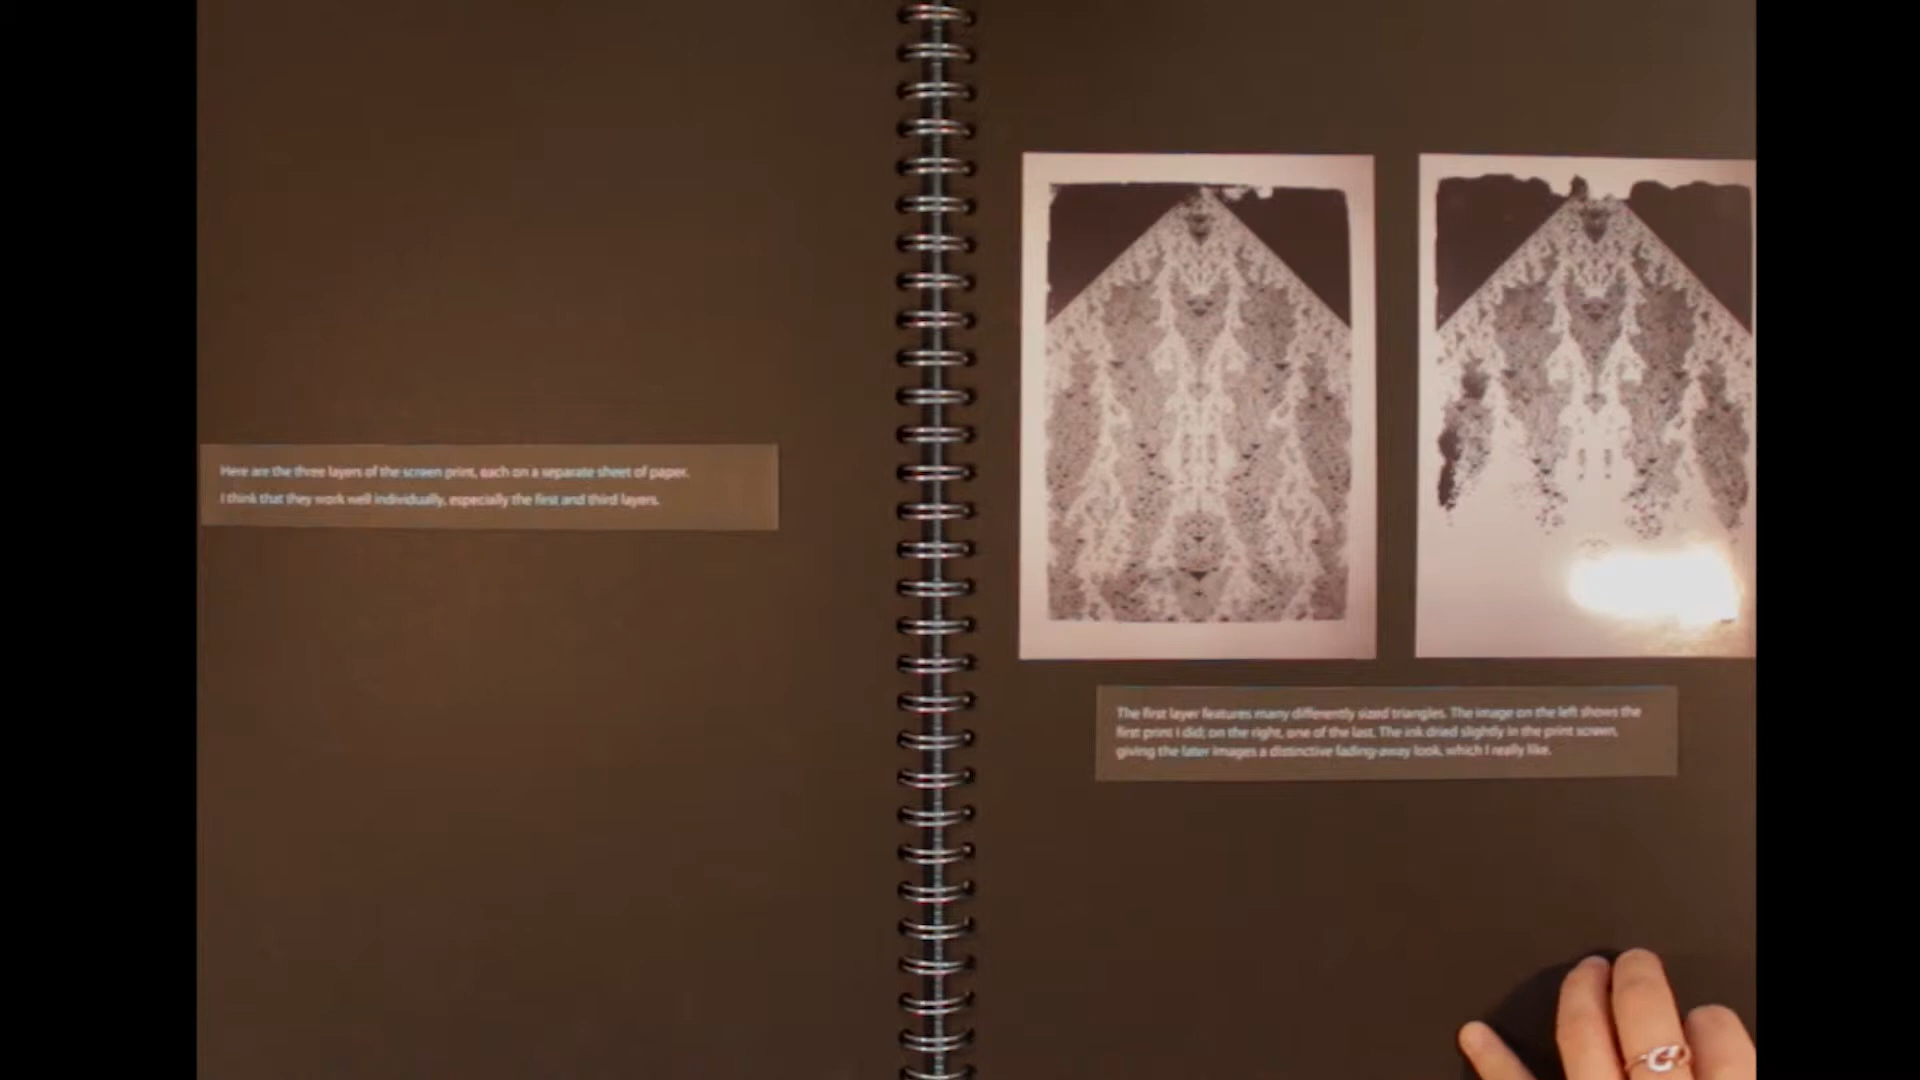 Here are the three layers of the screen print, each on a separate sheet of paper.
I think that they work well individually, especially the first and third layers.
The first layer features many differently sized triangles. The image on the left shows the
first print I did; on the right, one of the last. The ink dried slightly in the print screen,
giving the later images a distinctive fading-away look, which I really like.